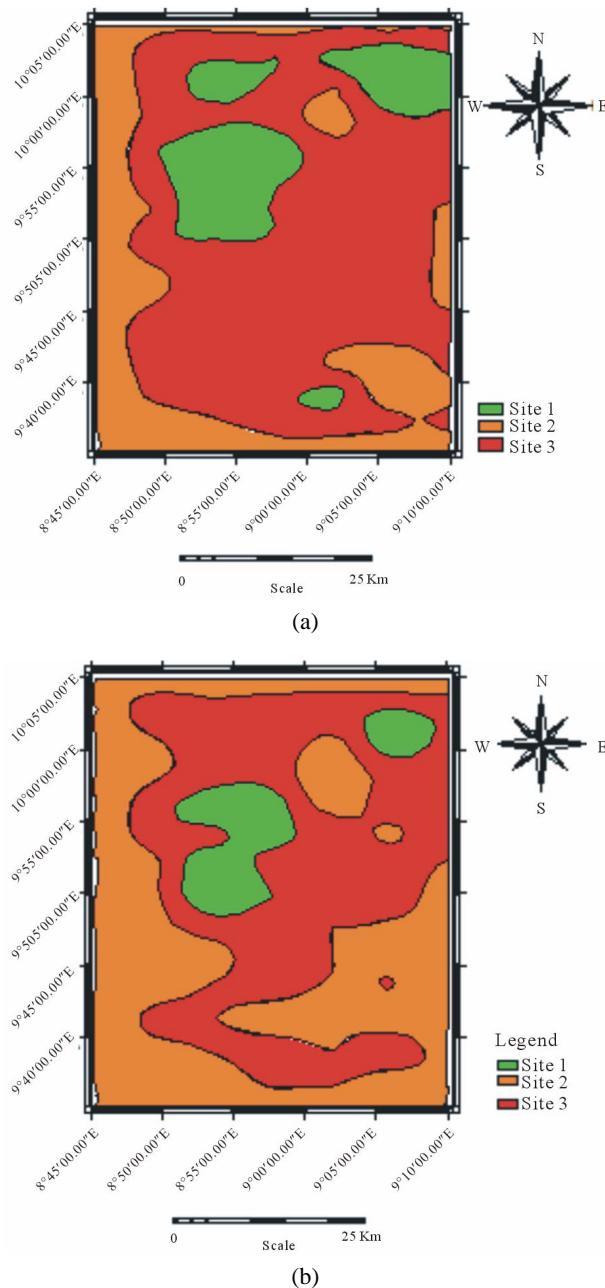 N
W E
S
10°05'00.00"E
10°00'00.00"E
9°55'00.00"E
9°505'00.00"E
9°45'00.00"E
9°40'00.00"E
Site 1
Site 2
Site 3
8°45'00.00"E
8°50'00.00"E
8°55'00.00"E
9°00'00.00"E
9°05'00.00"E
9°10'00.00"E
0 25 Km
Scale
(a)
N
W E
S
10°05'00.00"E
10°00'00.00"E
9°55'00.00"E
9°505'00.00"E
9°45'00.00"E
9°40'00.00"E
Legend
Site 1
Site 2
Site 3
8°45'00.00"E
8°50'00.00"E
8°55'00.00"E
9°00'00.00"E
9°05'00.00"E
9°10'00.00"E
0 25 Km
Scale
(b)